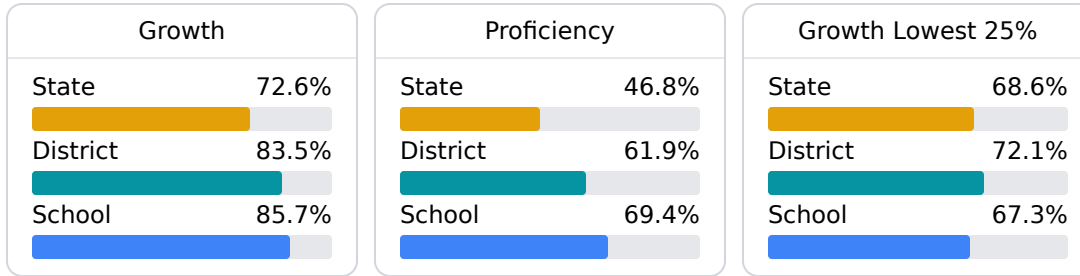 Growth
State 72.6%
District 83.5%
School 85.7%
Proficiency
State 46.8%
District 61.9%
School 69.4%
Growth Lowest 25%
State 68.6%
District 72.1%
School 67.3%